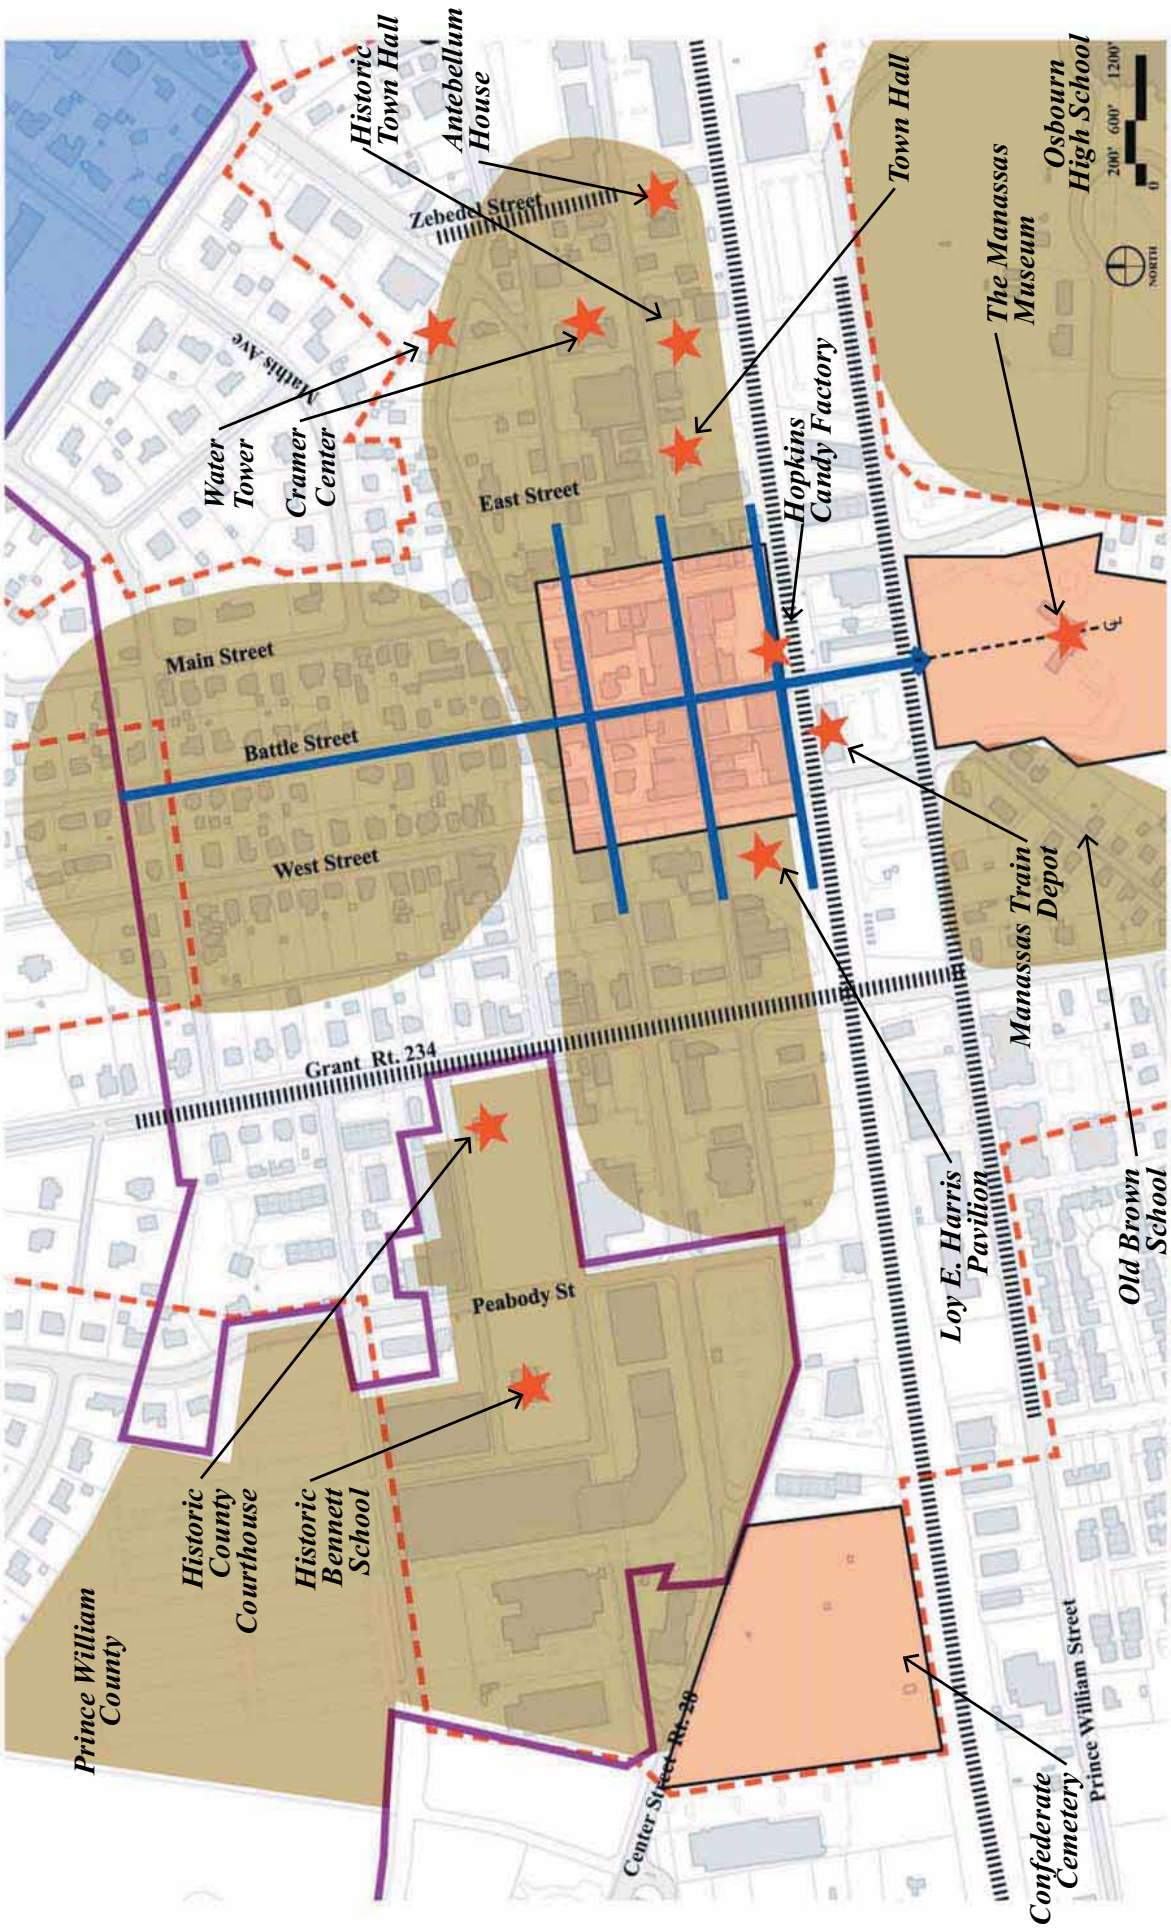 Prince William
County
Historic
County
Courthouse
Historic
Bennett
School
Water
Tower
Cramer
Center
Historic
Town Hall
Antebellum
House
Mathis Ave
Zebedel Street
East Street
Main Street
Battle Street
West Street
Grant Rt. 234
Peabody St
Center Street Rt. 28
Town Hall
Hopkins
Candy Factory
The Manassas
Museum
Osbourn
High School
Manassas Train
Depot
Loy E. Harris
Pavilion
Old Brown
School
Confederate
Cemetery
Prince William Street
NORTH
0 200' 600' 1200'